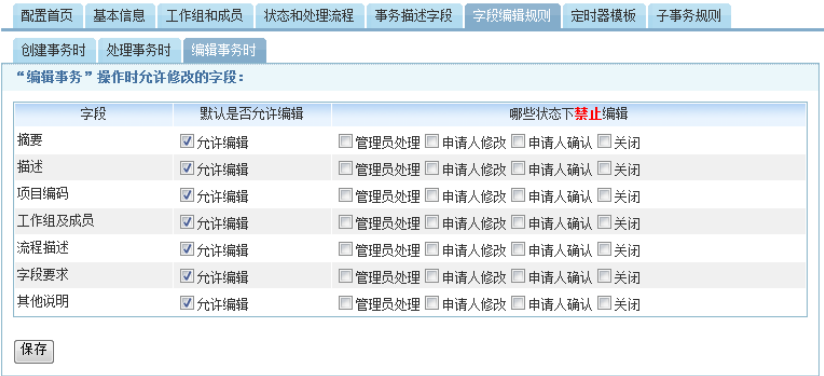 配置首页 基本信息 工作组和成员 状态和处理流程 事务描述字段 字段编辑规则 定时器模板 子事务规则
创建事务时 处理事务时 编辑事务时
“编辑事务”操作时允许修改的字段：
字段 默认是否允许编辑 哪些状态下禁止编辑
摘要 允许编辑 管理员处理 申请人修改 申请人确认 关闭
描述 允许编辑 管理员处理 申请人修改 申请人确认 关闭
项目编码 允许编辑 管理员处理 申请人修改 申请人确认 关闭
工作组及成员 允许编辑 管理员处理 申请人修改 申请人确认 关闭
流程描述 允许编辑 管理员处理 申请人修改 申请人确认 关闭
字段要求 允许编辑 管理员处理 申请人修改 申请人确认 关闭
其他说明 允许编辑 管理员处理 申请人修改 申请人确认 关闭
保存